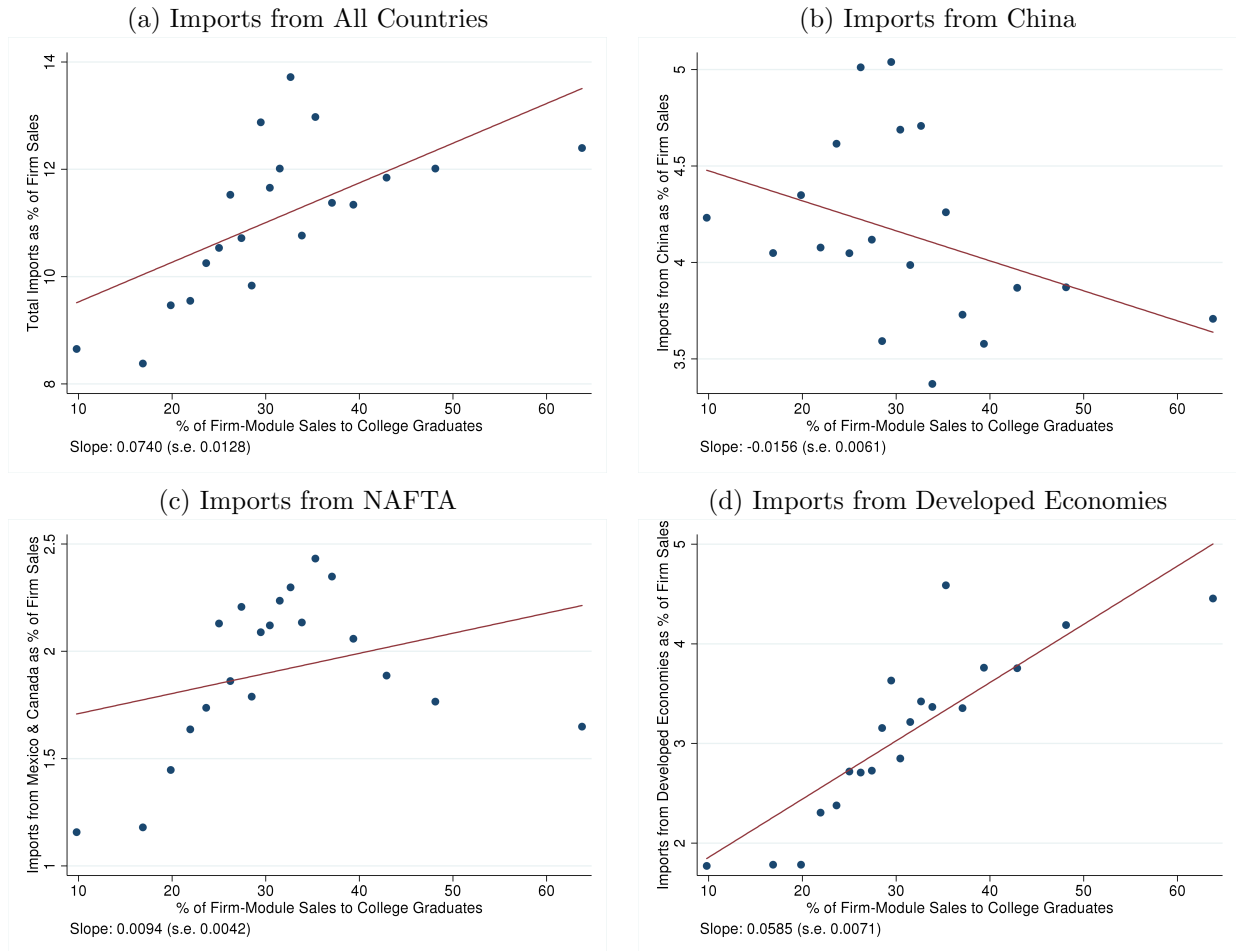 (a) Imports from All Countries
Total Imports as % of Firm Sales
14
12
10
8
10 20 30 40 50 60
% of Firm-Module Sales to College Graduates
Slope: 0.0740 (s.e. 0.0128)
(b) Imports from China
Imports from China as % of Firm Sales
5
4.5
4
3.5
10 20 30 40 50 60
% of Firm-Module Sales to College Graduates
Slope: -0.0156 (s.e. 0.0061)
(c) Imports from NAFTA
Imports from Mexico & Canada as % of Firm Sales
2.5
2
1.5
1
10 20 30 40 50 60
% of Firm-Module Sales to College Graduates
Slope: 0.0094 (s.e. 0.0042)
(d) Imports from Developed Economies
Imports from Developed Economies as % of Firm Sales
5
4
3
2
10 20 30 40 50 60
% of Firm-Module Sales to College Graduates
Slope: 0.0585 (s.e. 0.0071)